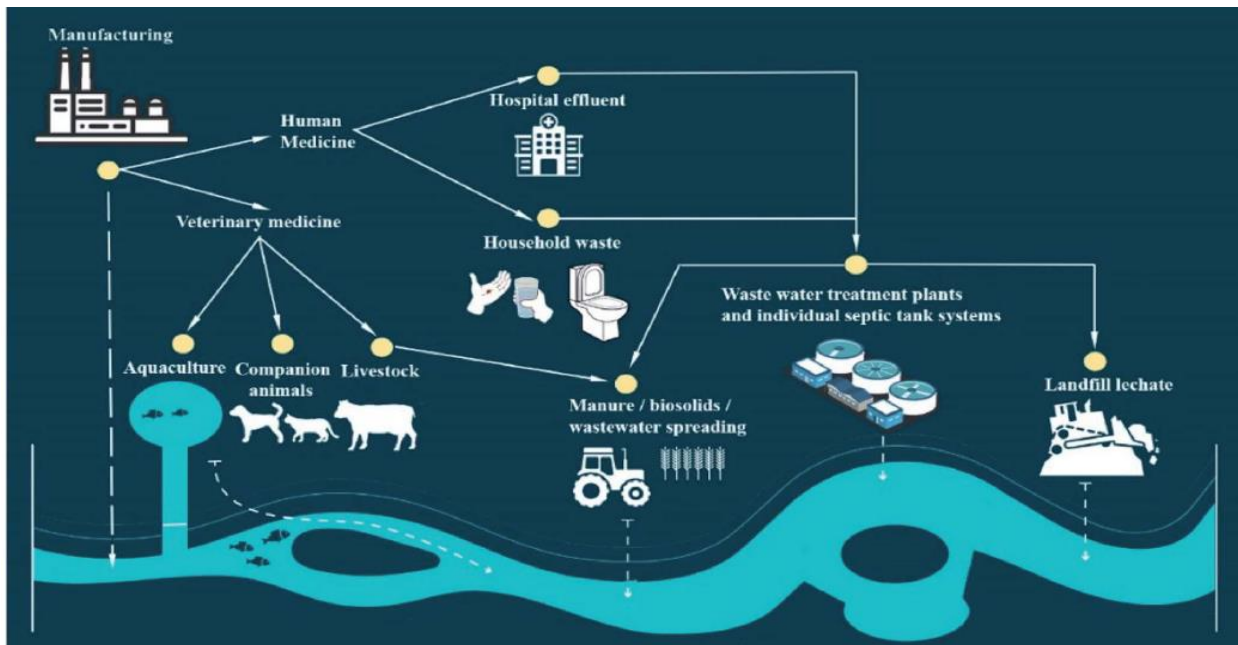 Manufacturing
Human
Medicine
Hospital effluent
Veterinary medicine
Household waste
Waste water treatment plants
and individual septic tank systems
Aquaculture
Companion
animals
Livestock
Manure / biosolids /
wastewater spreading
Landfill lechate